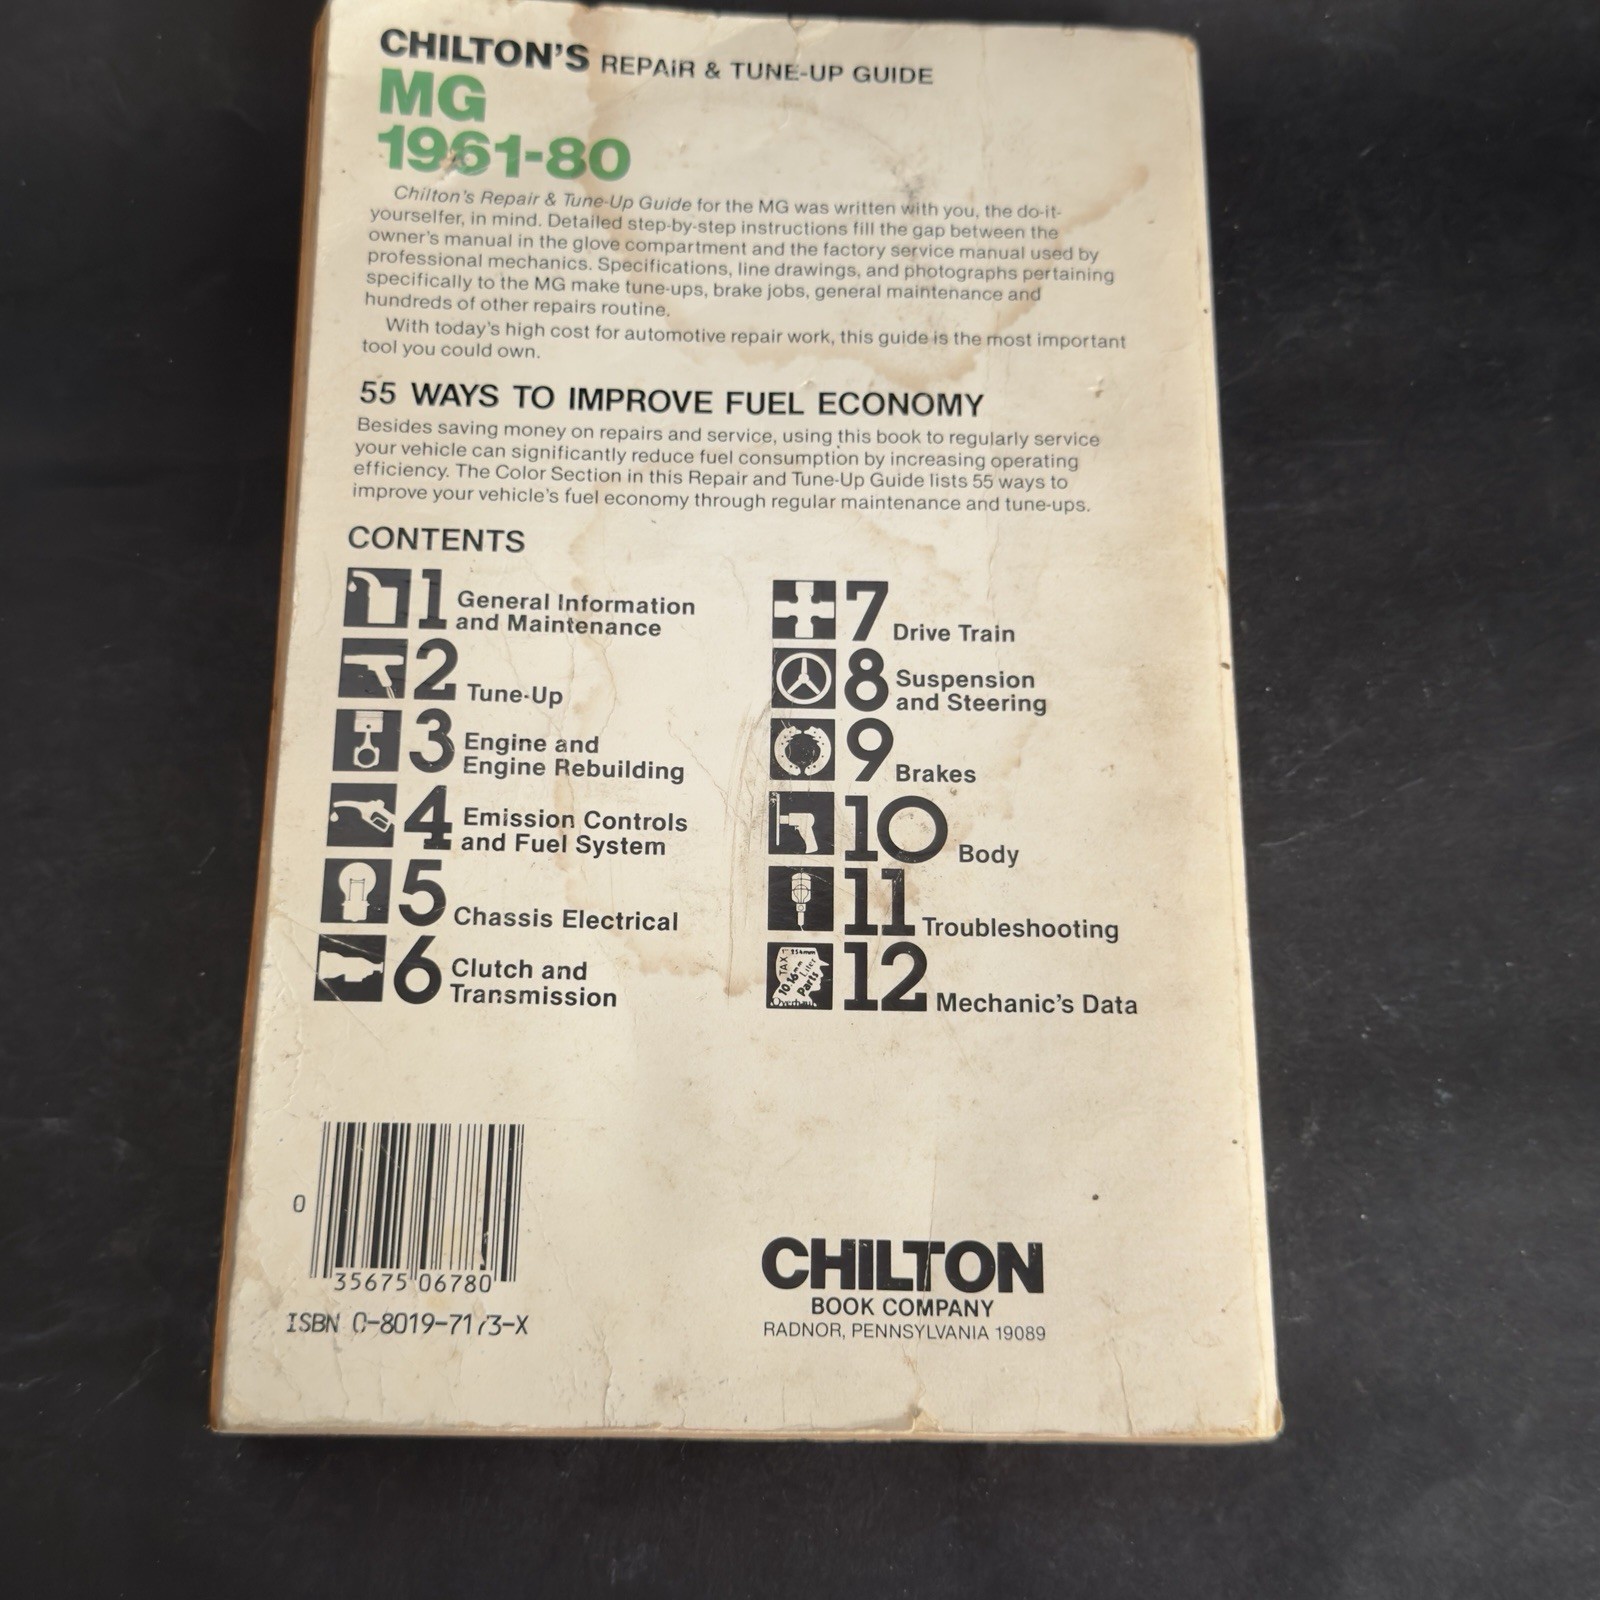 CHILTON'S REPAIR & TUNE-UP GUIDE
MG
1961-80
Chilton's Repair & Tune-Up Guide for the MG was written with you, the do-it-
yourselfer, in mind. Detailed step-by-step instructions fill the gap between the
owner's manual in the glove compartment and the factory service manual used by
professional mechanics. Specifications, line drawings, and photographs pertaining
specifically to the MG make tune-ups, brake jobs, general maintenance and
hundreds of other repairs routine.
With today's high cost for automotive repair work, this guide is the most important
tool you could own.
55 WAYS TO IMPROVE FUEL ECONOMY
Besides saving money on repairs and service, using this book to regularly service
your vehicle can significantly reduce fuel consumption by increasing operating
efficiency. The Color Section in this Repair and Tune-Up Guide lists 55 ways to
improve your vehicle's fuel economy through regular maintenance and tune-ups.
CONTENTS
1 General Information
and Maintenance
2 Tune-Up
3 Engine and
Engine Rebuilding
4 Emission Controls
and Fuel System
5 Chassis Electrical
6 Clutch and
Transmission
7 Drive Train
8 Suspension
and Steering
9 Brakes
10 Body
11 Troubleshooting
1" 254mm
TAX
10.16mm
Liter
Parts
Overhaul
12 Mechanic's Data
0
35675 06780
ISBN 0-8019-7173-X
CHILTON
BOOK COMPANY
RADNOR, PENNSYLVANIA 19089